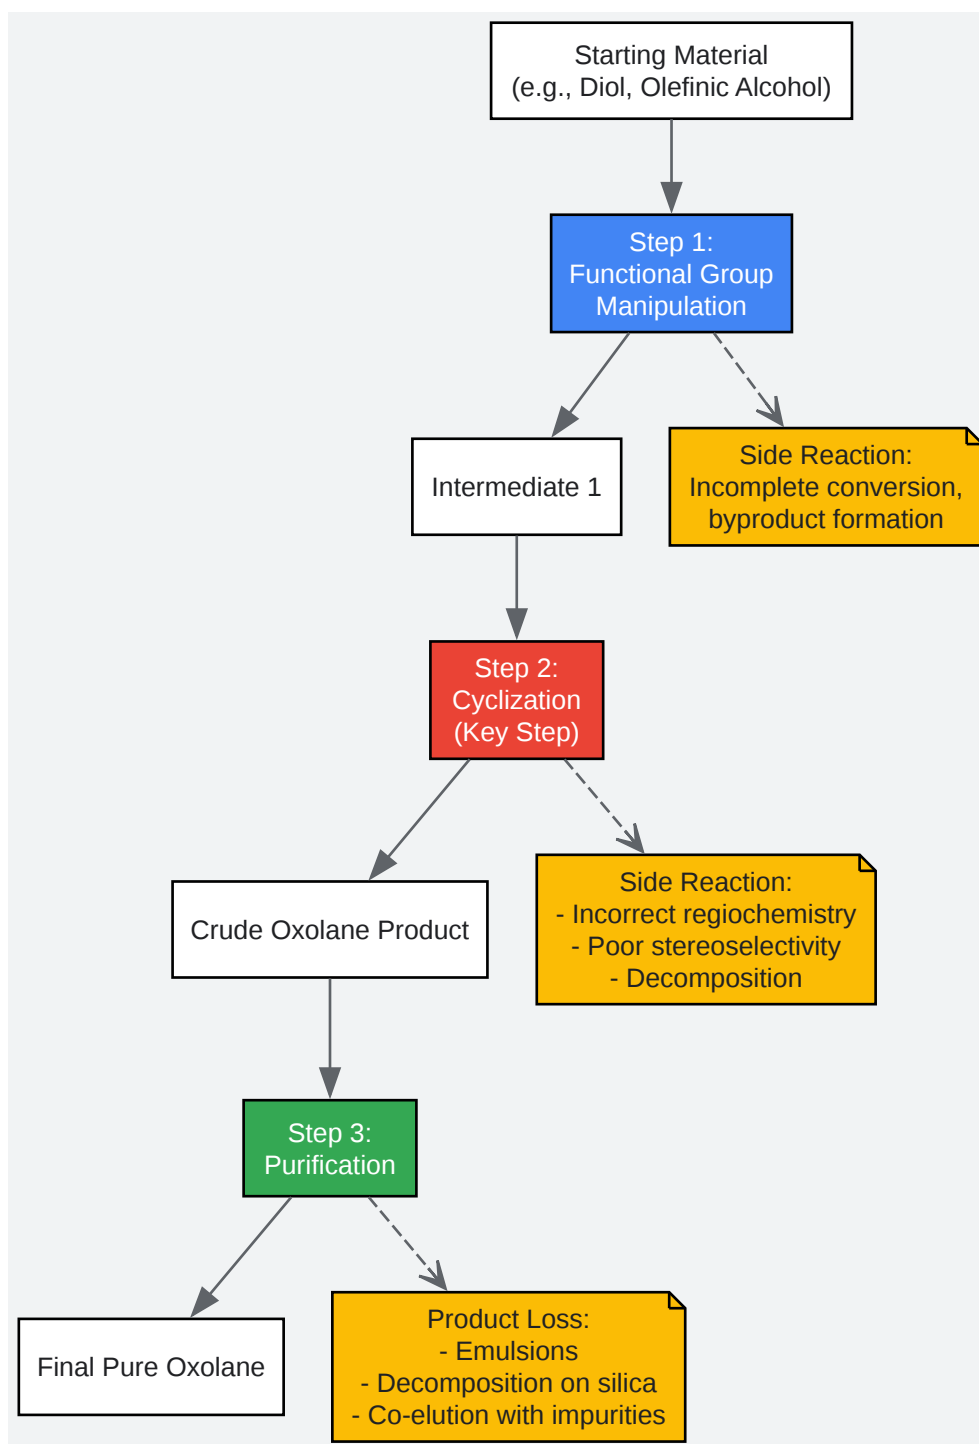 Starting Material
(e.g., Diol, Olefinic Alcohol)
Step 1:
Functional Group
Manipulation
Intermediate 1
Side Reaction:
Incomplete conversion,
byproduct formation
Step 2:
Cyclization
(Key Step)
Crude Oxolane Product
Side Reaction:
- Incorrect regiochemistry
- Poor stereoselectivity
- Decomposition
Step 3:
Purification
Final Pure Oxolane
Product Loss:
- Emulsions
- Decomposition on silica
- Co-elution with impurities